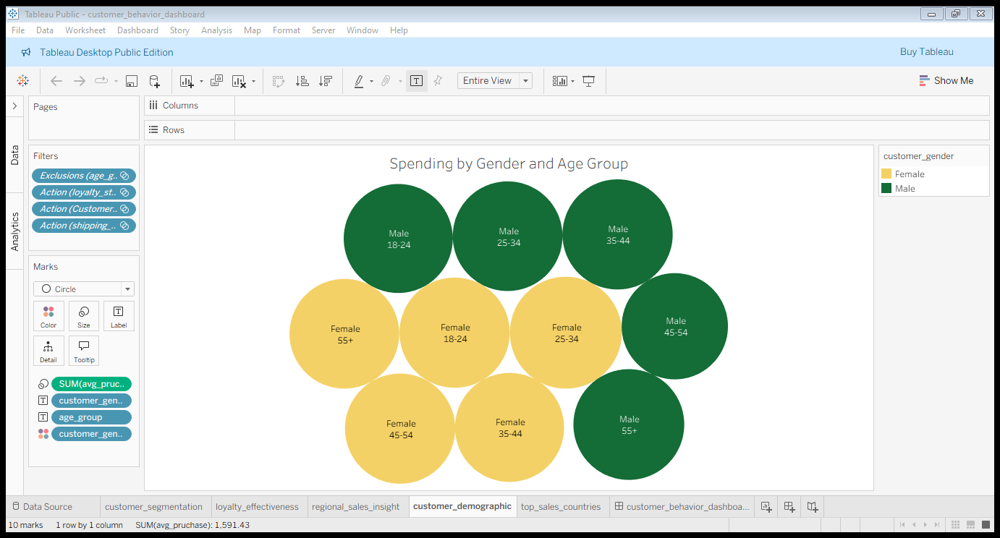 Tableau Public - customer_behavior_dashboard
File Data Worksheet Dashboard Story Analysis Map Format Server Window Help
Tableau Desktop Public Edition
Buy Tableau
Entire View
Show Me
Pages
Columns
Rows
Data
Analytics
Filters
Exclusions (age_g..
Action (loyalty_st..
Action (Customer..
Action (shipping_..
Marks
Circle
Color Size Label
Detail Tooltip
SUM(avg_pruc..
customer_gen..
age_group
customer_gen..
Spending by Gender and Age Group
Male
18-24
Male
25-34
Male
35-44
Female
55+
Female
18-24
Female
25-34
Male
45-54
Female
45-54
Female
35-44
Male
55+
customer_gender
Female
Male
Data Source customer_segmentation loyalty_effectiveness regional_sales_insight customer_demographic top_sales_countries customer_behavior_dashboa...
10 marks 1 row by 1 column SUM(avg_pruchase): 1,591.43